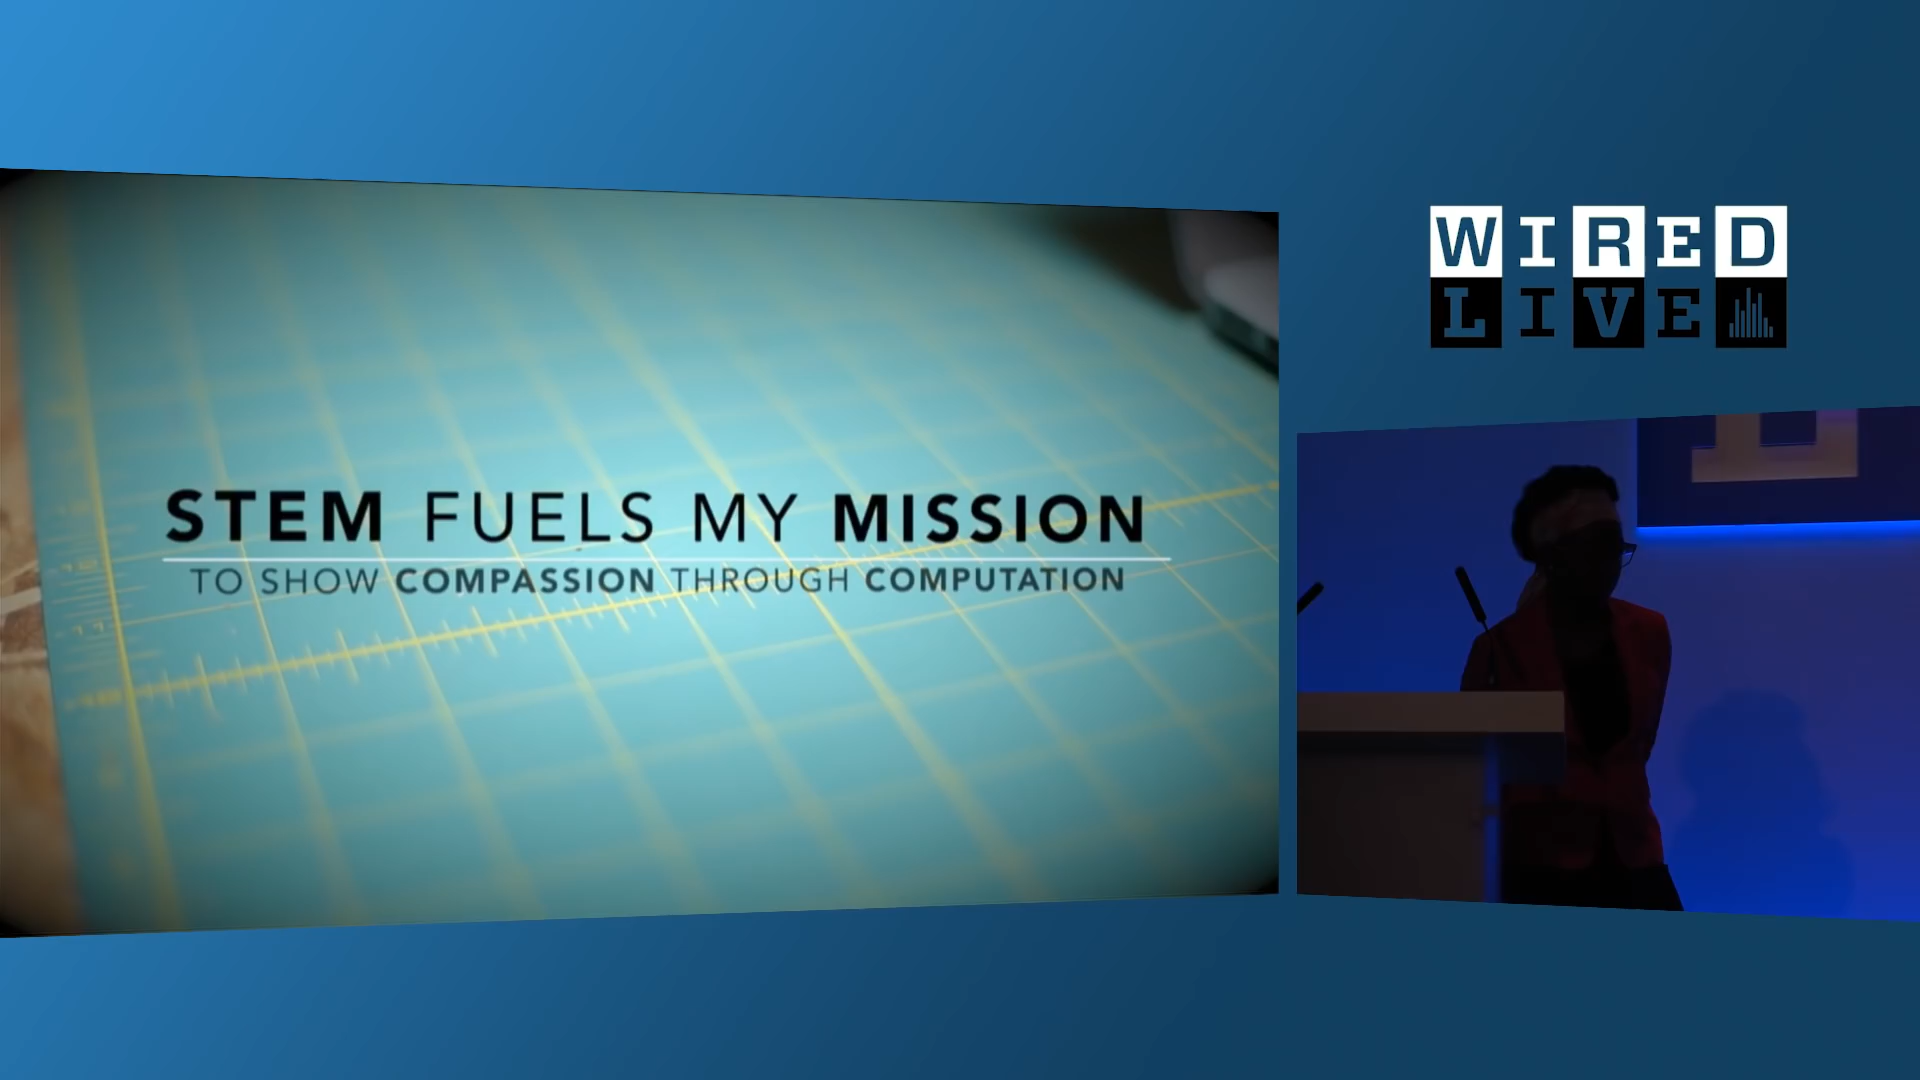 STEM FUELS MY MISSION
TO SHOW COMPASSION THROUGH COMPUTATION
WIRED
LIVE